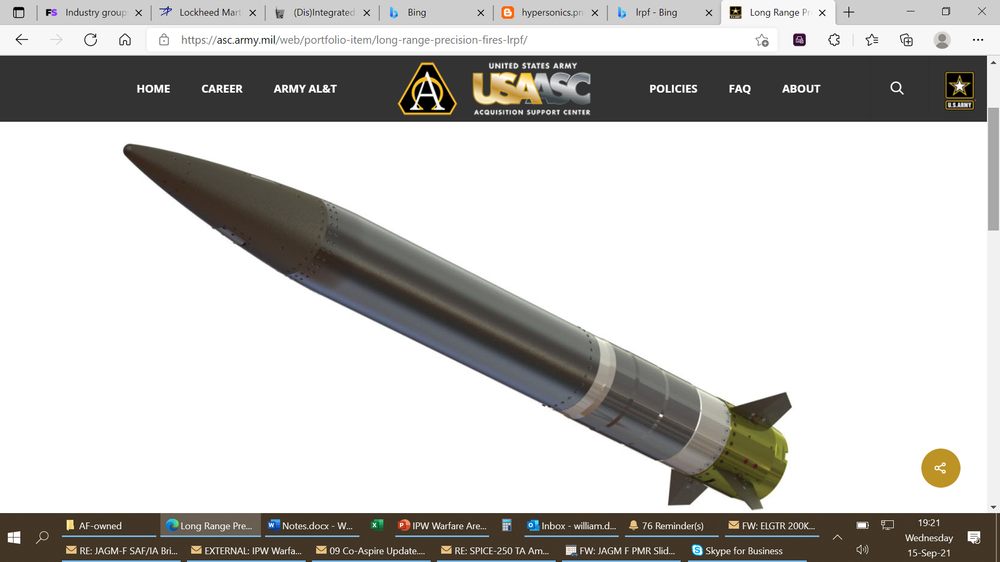 Industry group
Lockheed Mart
(Dis)Integrated
Bing
hypersonics.pn
lrpf - Bing
Long Range Pr
https://asc.army.mil/web/portfolio-item/long-range-precision-fires-lrpf/
HOME
CAREER
ARMY AL&T
UNITED STATES ARMY
USAASC
ACQUISITION SUPPORT CENTER
POLICIES
FAQ
ABOUT
U.S.ARMY
AF-owned
Long Range Pre...
Notes.docx - W...
IPW Warfare Are...
Inbox - william.d...
76 Reminder(s)
FW: ELGTR 200K...
RE: JAGM-F SAF/IA Bri...
EXTERNAL: IPW Warfa...
09 Co-Aspire Update....
RE: SPICE-250 TA Am...
FW: JAGM F PMR Slid...
Skype for Business
19:21
Wednesday
15-Sep-21